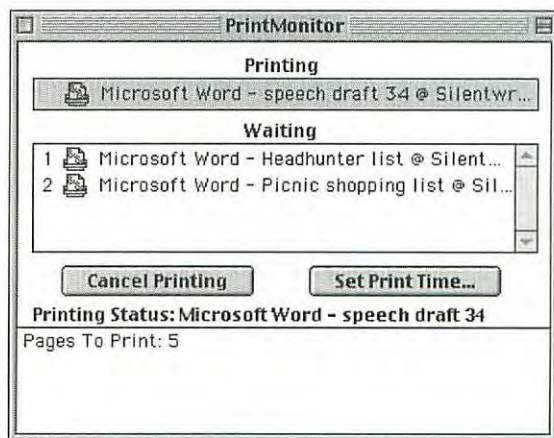 PrintMonitor
Printing
Microsoft Word - speech draft 34 @ Silentwr...
Waiting
1 Microsoft Word - Headhunter list @ Silent...
2 Microsoft Word - Picnic shopping list @ Sil...
Cancel Printing Set Print Time...
Printing Status: Microsoft Word - speech draft 34
Pages To Print: 5